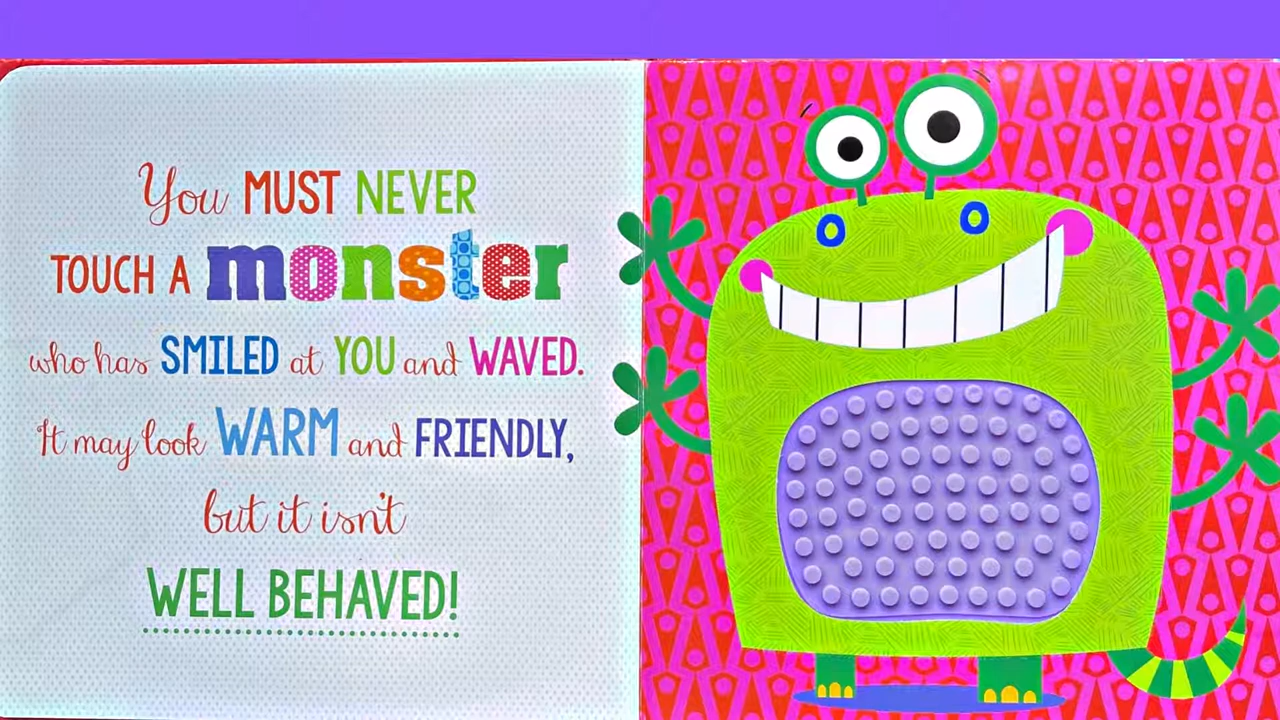 You MUST NEVER
TOUCH A monster
who has SMILED at YOU and WAVED.
It may look WARM and FRIENDLY,
but it isn't
WELL BEHAVED!